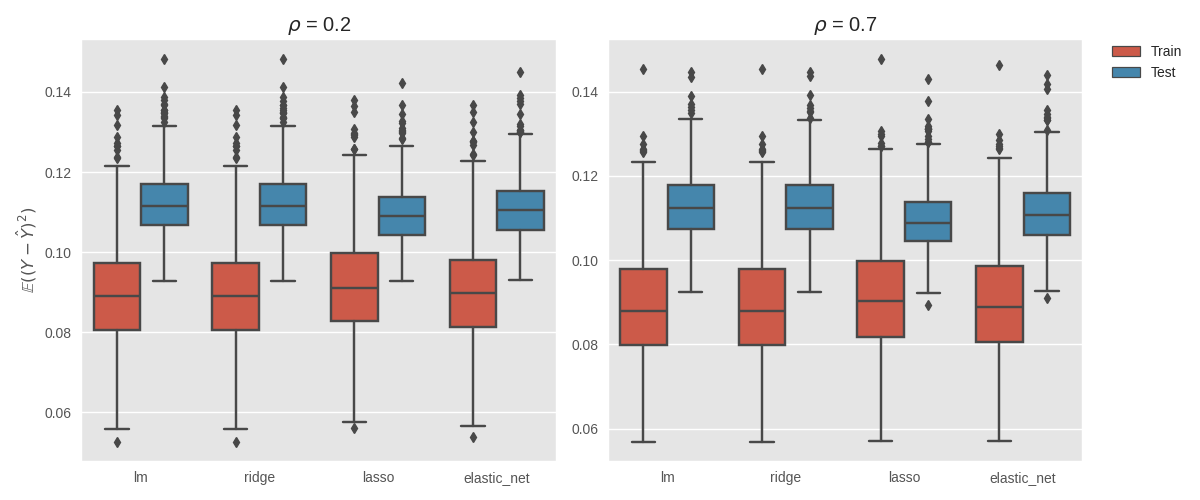 ρ = 0.2
ρ = 0.7
Train
Test
𝔼((Y − Ŷ)²)
0.14
0.12
0.10
0.08
0.06
0.14
0.12
0.10
0.08
0.06
lm ridge lasso elastic_net
lm ridge lasso elastic_net